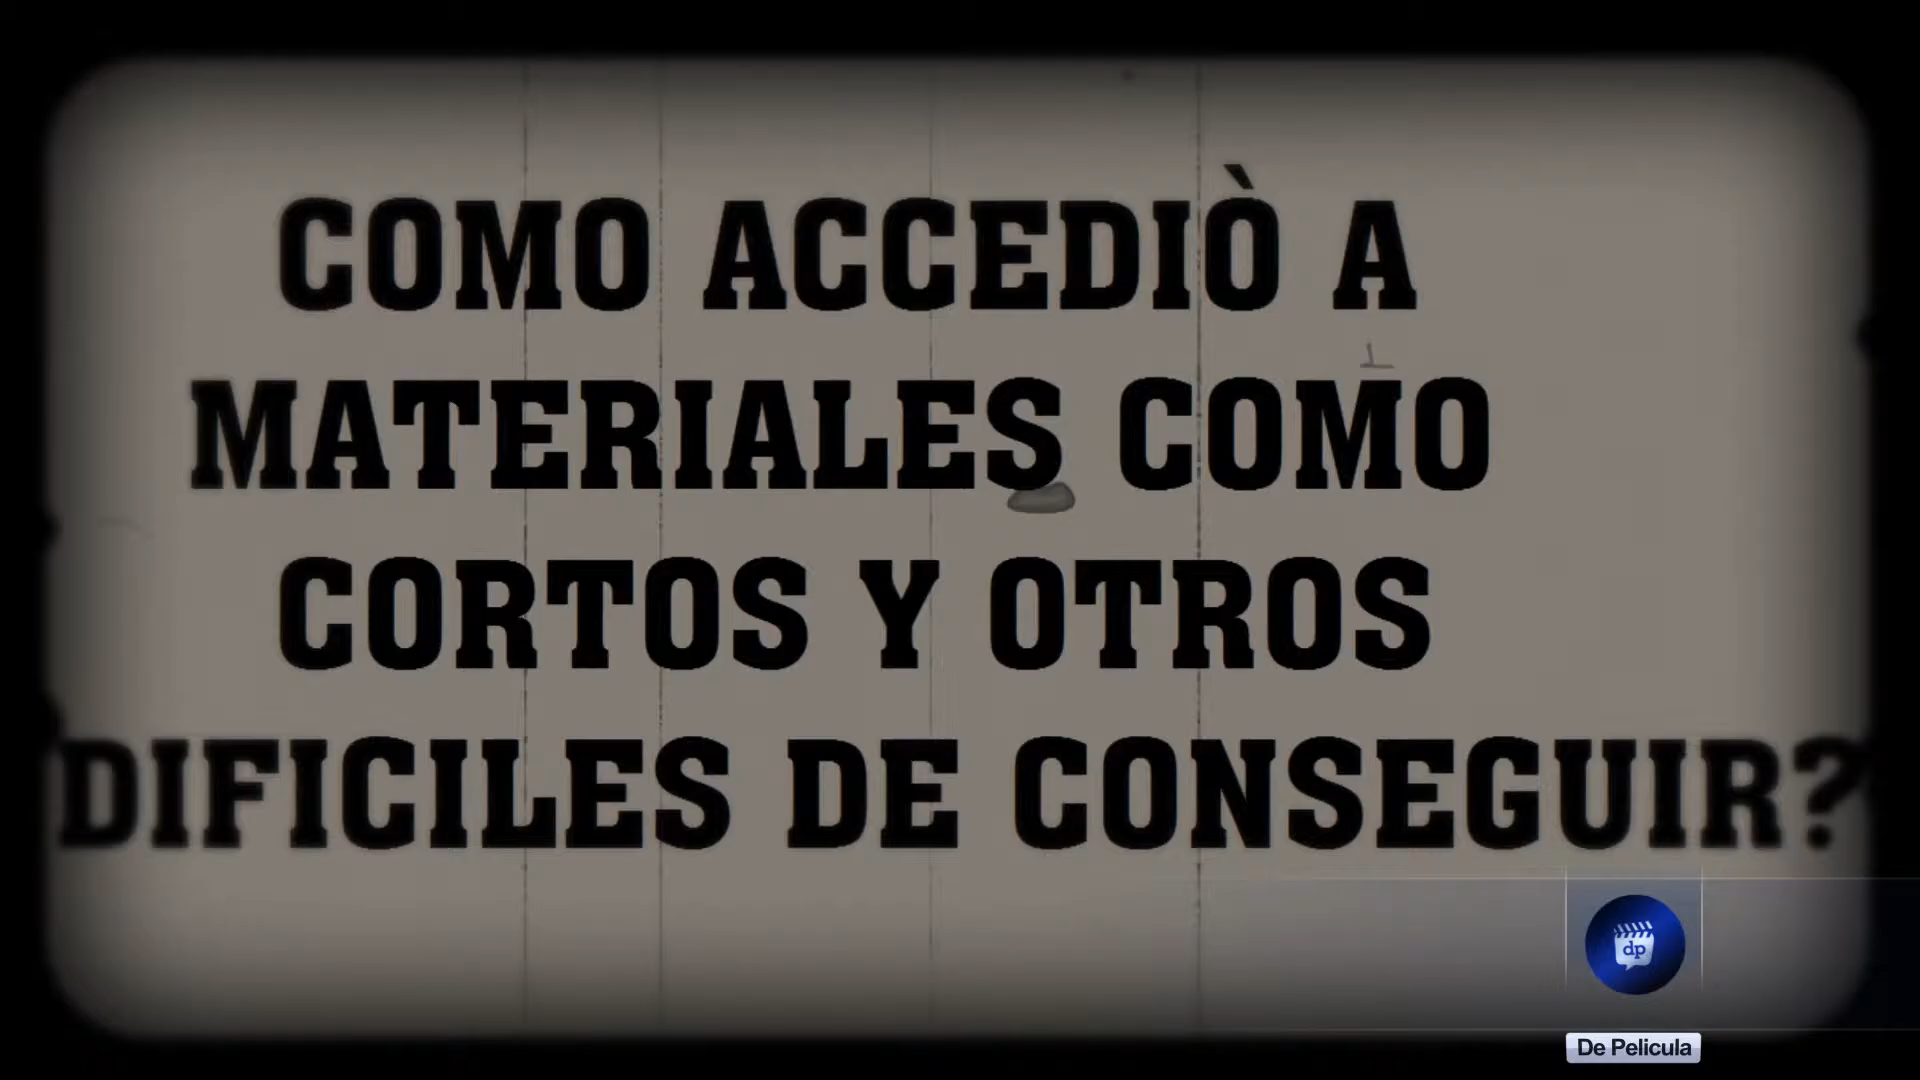 COMO ACCEDIÒ A
MATERIALES COMO
CORTOS Y OTROS
DIFICILES DE CONSEGUIR?
dp
De Pelicula